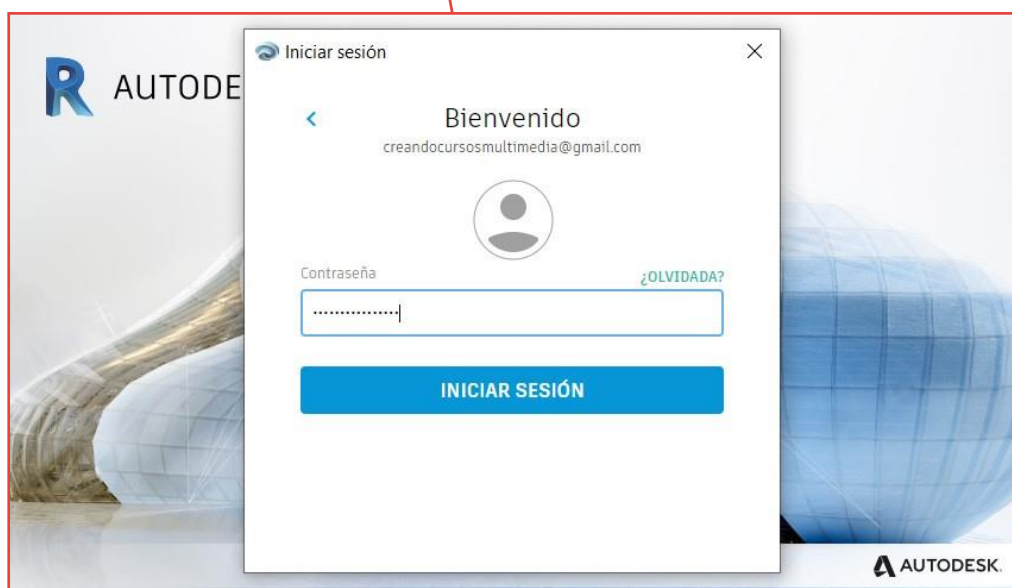 R AUTODE
Iniciar sesión
Bienvenido
creandocursosmultimedia@gmail.com
Contraseña
¿OLVIDADA?
................
INICIAR SESIÓN
AUTODESK.